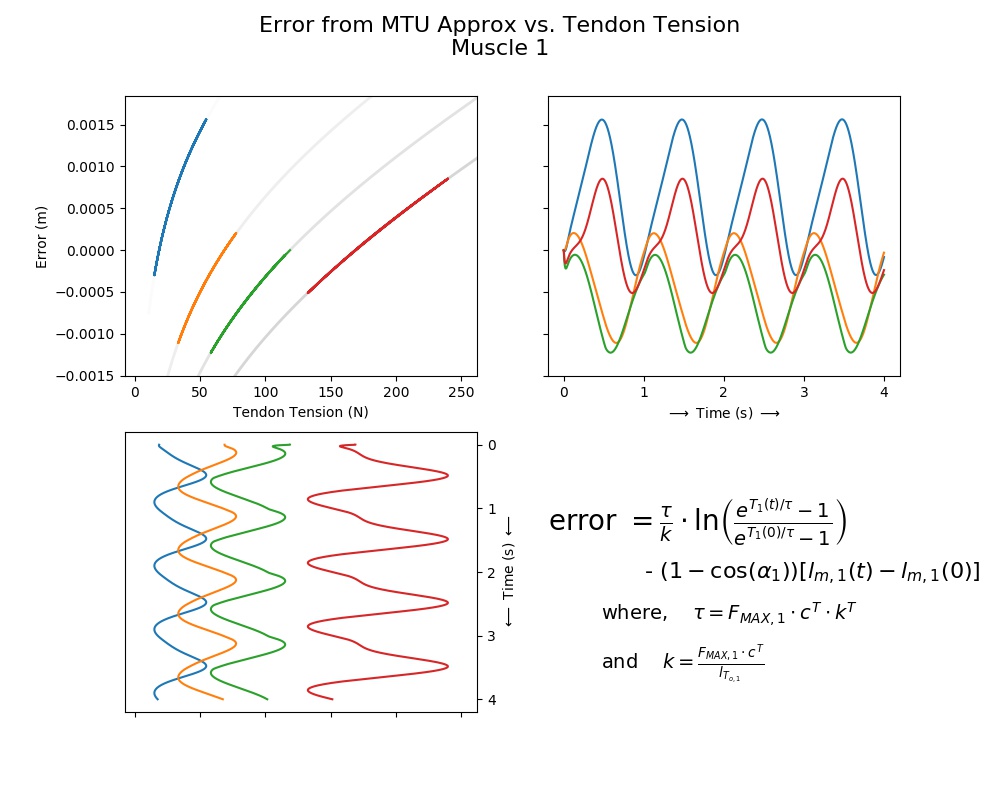 Error from MTU Approx vs. Tendon Tension
Muscle 1
0.0015
0.0010
0.0005
0.0000
−0.0005
−0.0010
−0.0015
Error (m)
0 50 100 150 200 250
Tendon Tension (N)
0 1 2 3 4
⟶ Time (s) ⟶
0
1
2
3
4
⟵ Time (s) ⟵
error = τ/k · ln((e^{T_1(t)/τ} − 1)/(e^{T_1(0)/τ} − 1))
- (1 − cos(α_1))[l_{m,1}(t) − l_{m,1}(0)]
where, τ = F_{MAX,1} · c^T · k^T
and k = (F_{MAX,1} · c^T)/(l_{T_{o,1}})